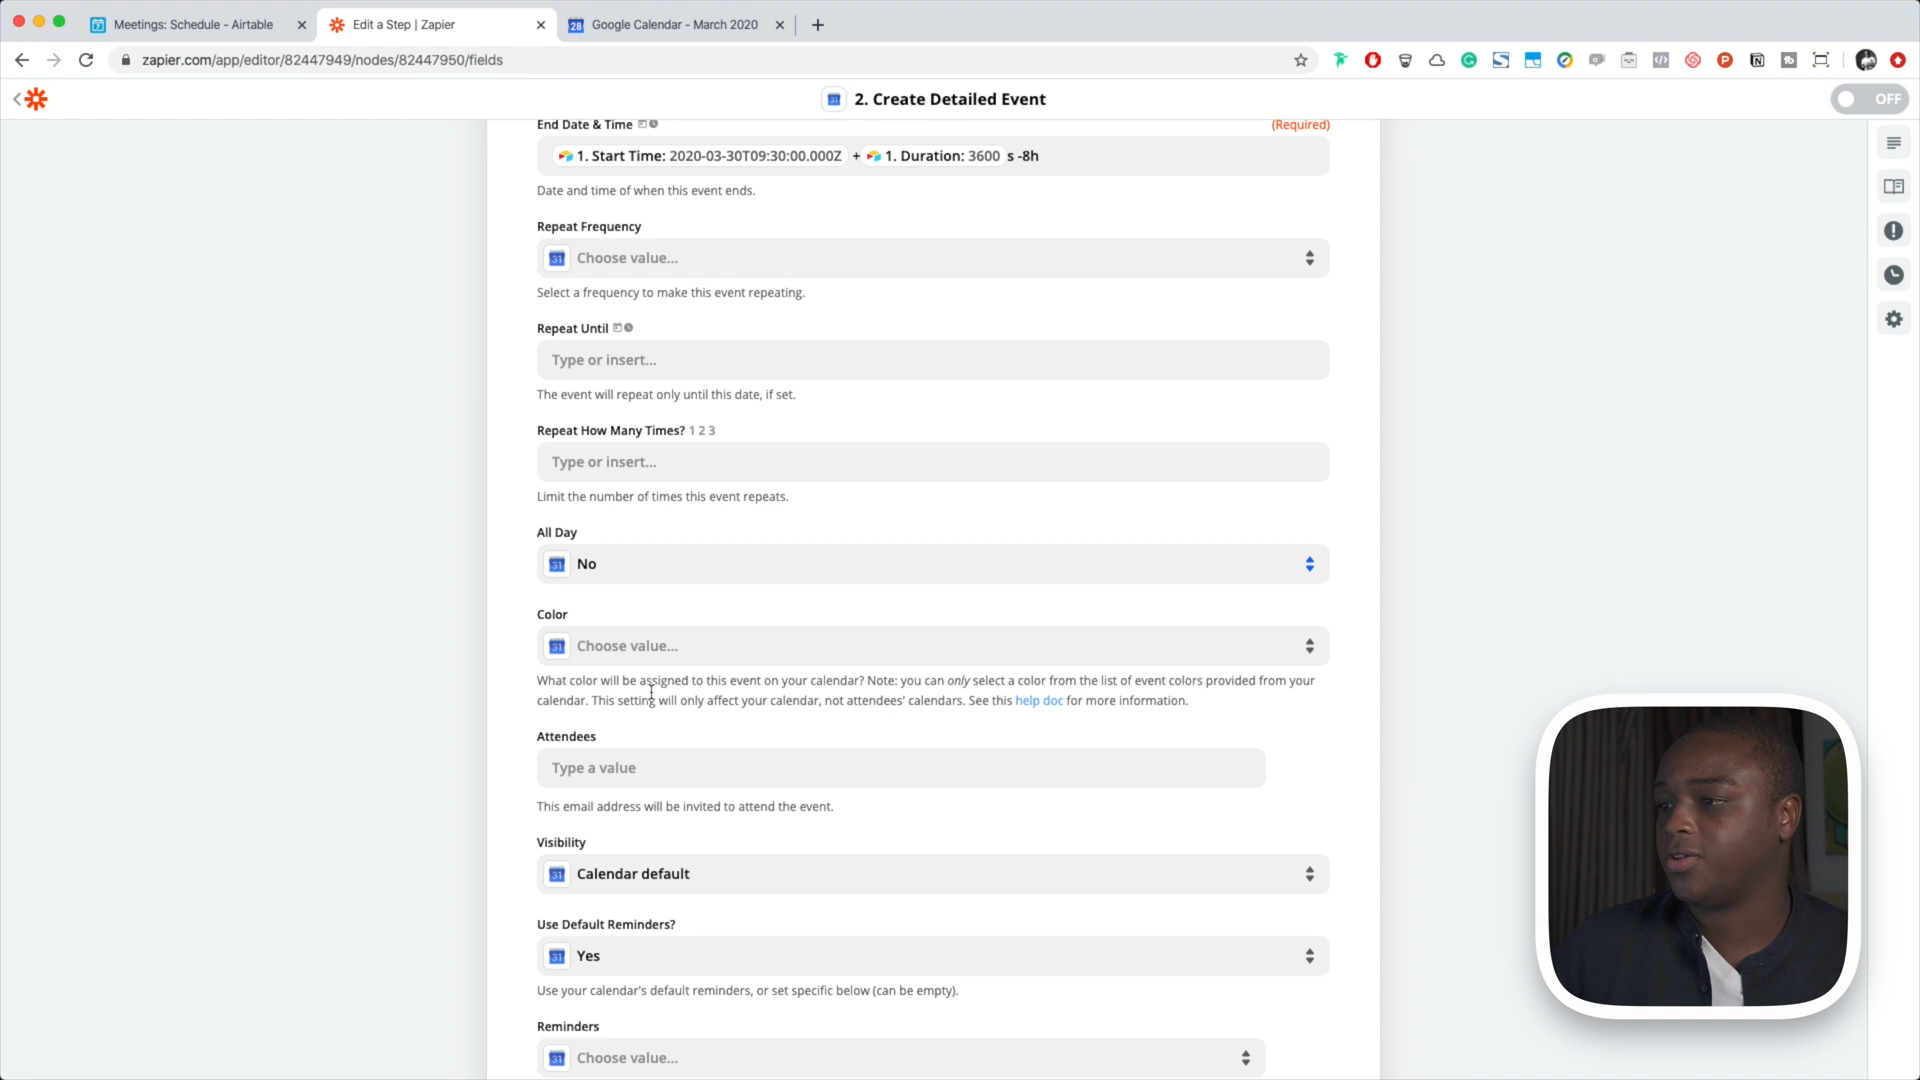 Meetings: Schedule - Airtable
Edit a Step | Zapier
28
Google Calendar - March 2020
zapier.com/app/editor/82447949/nodes/82447950/fields
31
2. Create Detailed Event
OFF
End Date & Time
(Required)
1. Start Time: 2020-03-30T09:30:00.000Z + 1. Duration: 3600 s -8h
Date and time of when this event ends.
Repeat Frequency
31 Choose value...
Select a frequency to make this event repeating.
Repeat Until
Type or insert...
The event will repeat only until this date, if set.
Repeat How Many Times? 1 2 3
Type or insert...
Limit the number of times this event repeats.
All Day
31 No
Color
31 Choose value...
What color will be assigned to this event on your calendar? Note: you can only select a color from the list of event colors provided from your
calendar. This setting will only affect your calendar, not attendees' calendars. See this help doc for more information.
Attendees
Type a value
This email address will be invited to attend the event.
Visibility
31 Calendar default
Use Default Reminders?
31 Yes
Use your calendar's default reminders, or set specific below (can be empty).
Reminders
31 Choose value...